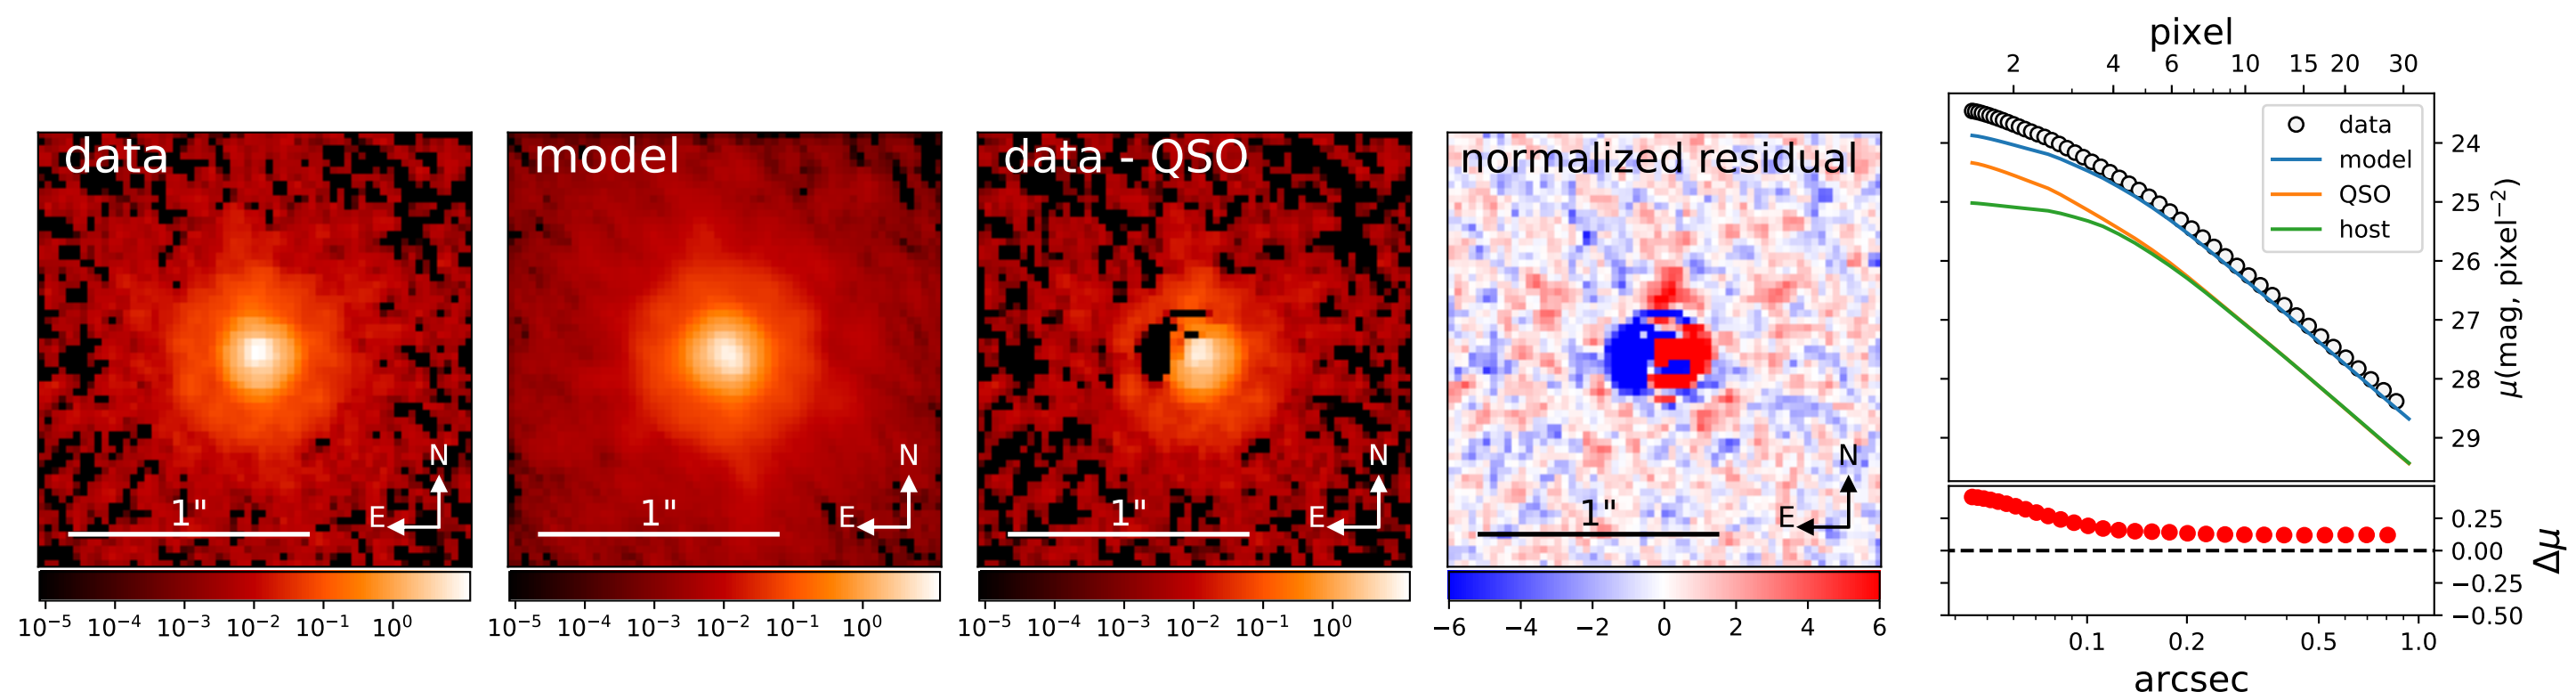 data
N
E
1"
10⁻⁵ 10⁻⁴ 10⁻³ 10⁻² 10⁻¹ 10⁰
model
N
E
1"
10⁻⁵ 10⁻⁴ 10⁻³ 10⁻² 10⁻¹ 10⁰
data - QSO
N
E
1"
10⁻⁵ 10⁻⁴ 10⁻³ 10⁻² 10⁻¹ 10⁰
normalized residual
N
E
1"
−6 −4 −2 0 2 4 6
pixel
2 4 6 10 15 20 30
data
model
QSO
host
24
25
26
27
28
29
μ(mag, pixel⁻²)
0.25
0.00
−0.25
−0.50
Δμ
0.1 0.2 0.5 1.0
arcsec